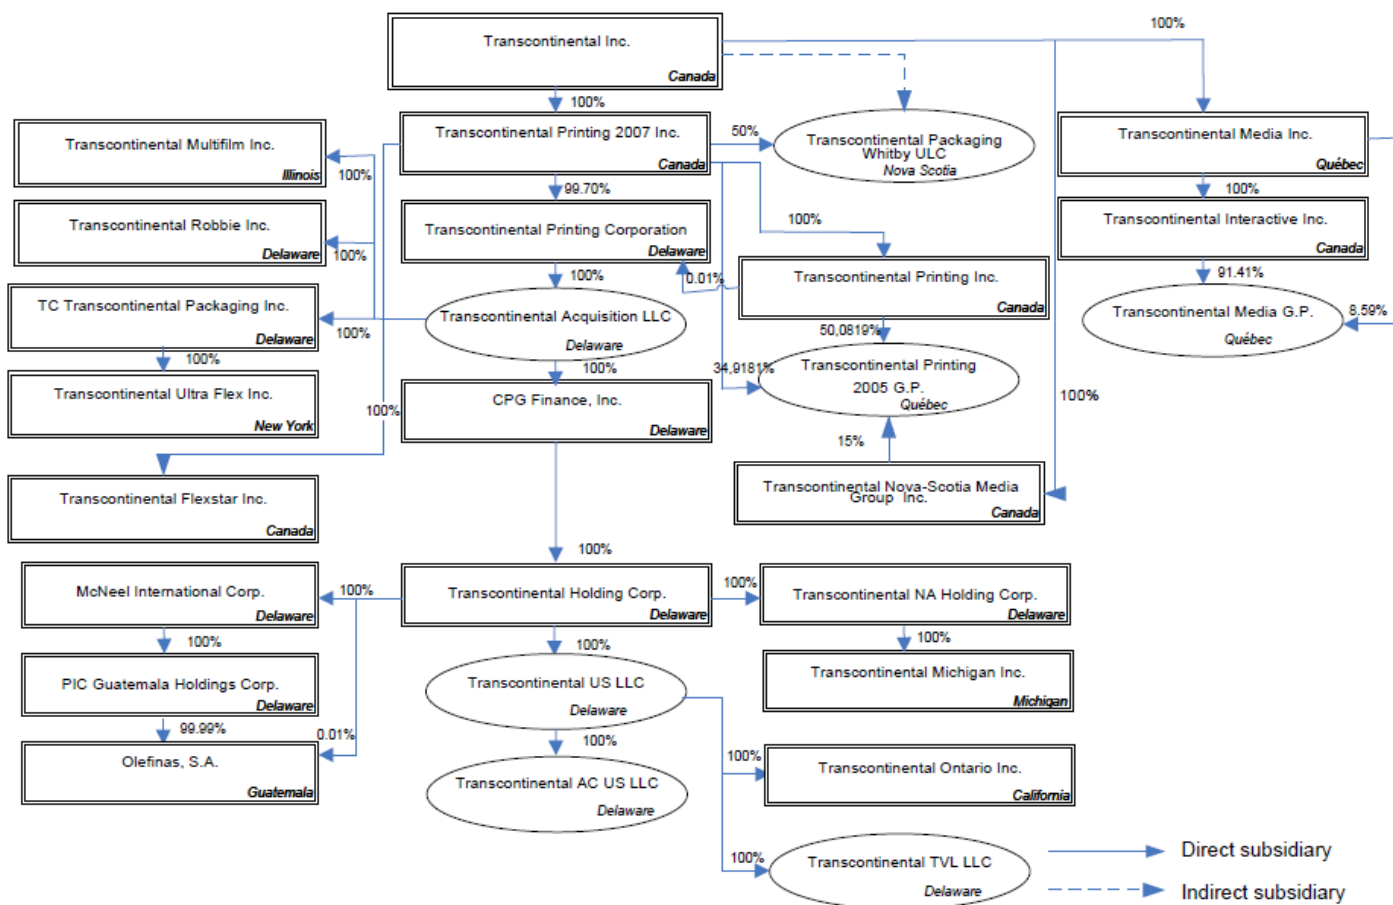 Transcontinental Inc.
Canada
100%
100%
Transcontinental Multifilm Inc.
Illinois
100%
Transcontinental Printing 2007 Inc.
Canada
50%
Transcontinental Packaging
Whitby ULC
Nova Scotia
Transcontinental Media Inc.
Québec
99.70%
100%
Transcontinental Robbie Inc.
Delaware
100%
Transcontinental Printing Corporation
Delaware
100%
Transcontinental Interactive Inc.
Canada
100%
0.01%
Transcontinental Printing Inc.
Canada
91.41%
TC Transcontinental Packaging Inc.
Delaware
100%
Transcontinental Acquisition LLC
Delaware
Transcontinental Media G.P.
Québec
8.59%
50,0819%
100%
100%
34,9181%
Transcontinental Printing
2005 G.P.
Québec
Transcontinental Ultra Flex Inc.
New York
100%
CPG Finance, Inc.
Delaware
100%
15%
Transcontinental Flexstar Inc.
Canada
Transcontinental Nova-Scotia Media
Group Inc.
Canada
100%
McNeel International Corp.
Delaware
100%
Transcontinental Holding Corp.
Delaware
100%
Transcontinental NA Holding Corp.
Delaware
100%
100%
100%
PIC Guatemala Holdings Corp.
Delaware
Transcontinental US LLC
Delaware
Transcontinental Michigan Inc.
Michigan
99.99%
0.01%
100%
Olefinas, S.A.
Guatemala
Transcontinental AC US LLC
Delaware
100%
Transcontinental Ontario Inc.
California
100%
Transcontinental TVL LLC
Delaware
Direct subsidiary
Indirect subsidiary